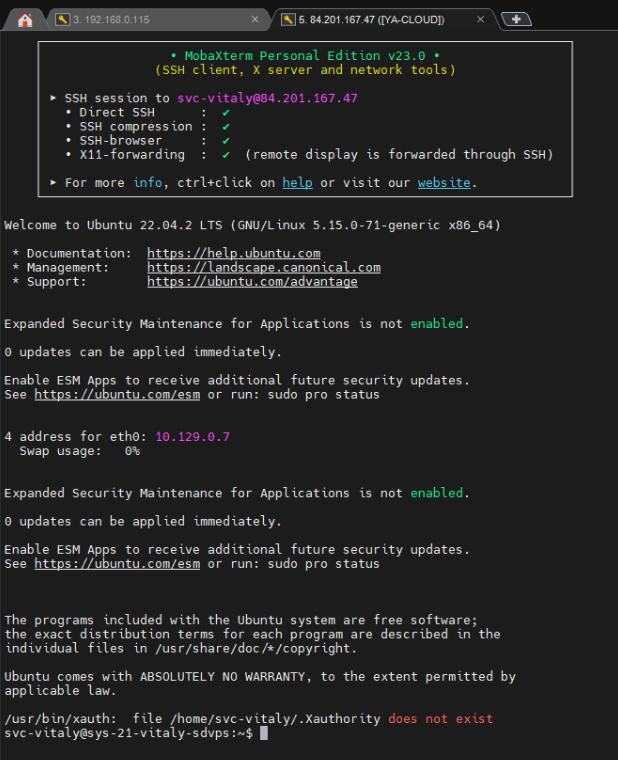 3. 192.168.0.115
5. 84.201.167.47 ([YA-CLOUD])
• MobaXterm Personal Edition v23.0 •
(SSH client, X server and network tools)
➤ SSH session to svc-vitaly@84.201.167.47
• Direct SSH : ✔
• SSH compression : ✔
• SSH-browser : ✔
• X11-forwarding : ✔ (remote display is forwarded through SSH)
➤ For more info, ctrl+click on help or visit our website.
Welcome to Ubuntu 22.04.2 LTS (GNU/Linux 5.15.0-71-generic x86_64)
* Documentation: https://help.ubuntu.com
* Management: https://landscape.canonical.com
* Support: https://ubuntu.com/advantage
Expanded Security Maintenance for Applications is not enabled.
0 updates can be applied immediately.
Enable ESM Apps to receive additional future security updates.
See https://ubuntu.com/esm or run: sudo pro status
4 address for eth0: 10.129.0.7
Swap usage: 0%
Expanded Security Maintenance for Applications is not enabled.
0 updates can be applied immediately.
Enable ESM Apps to receive additional future security updates.
See https://ubuntu.com/esm or run: sudo pro status
The programs included with the Ubuntu system are free software;
the exact distribution terms for each program are described in the
individual files in /usr/share/doc/*/copyright.
Ubuntu comes with ABSOLUTELY NO WARRANTY, to the extent permitted by
applicable law.
/usr/bin/xauth: file /home/svc-vitaly/.Xauthority does not exist
svc-vitaly@sys-21-vitaly-sdvps:~$